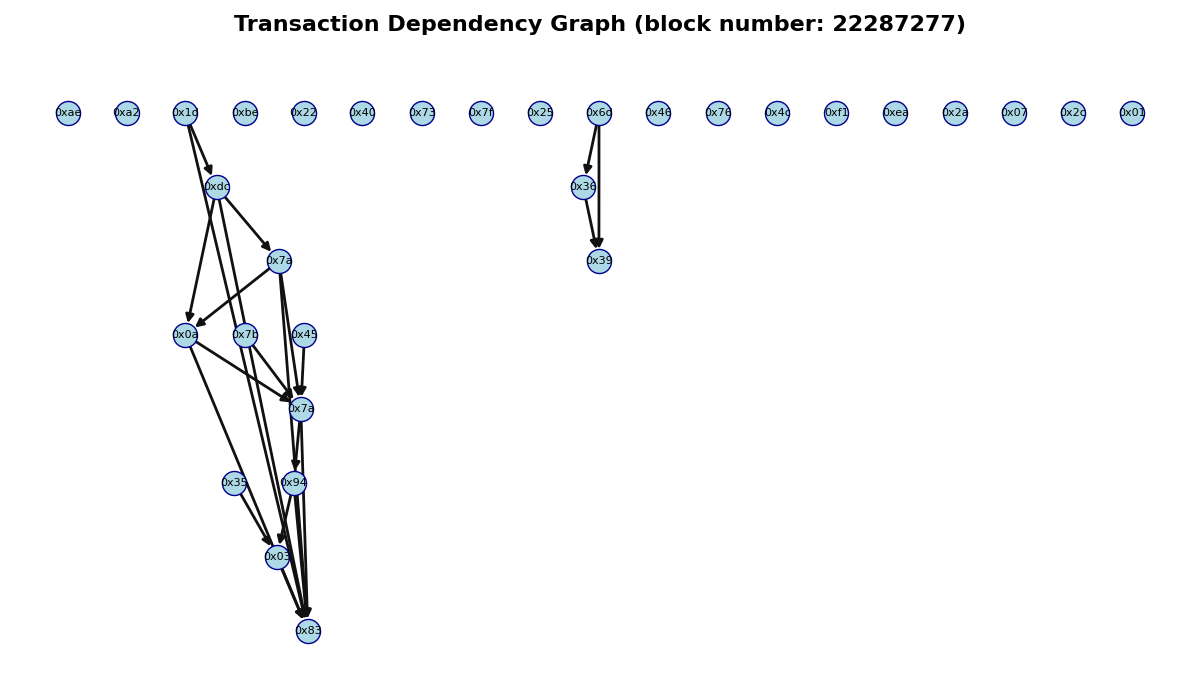 Transaction Dependency Graph (block number: 22287277)
0xae 0xa2 0x1d 0xbe 0x22 0x40 0x73 0x7f 0x25 0x6c 0x46 0x76 0x4c 0xf1 0xea 0x2a 0x07 0x2c 0x01
0xdc 0x36
0x7a 0x39
0x0a 0x7b 0x45
0x7a
0x35 0x94
0x03
0x83